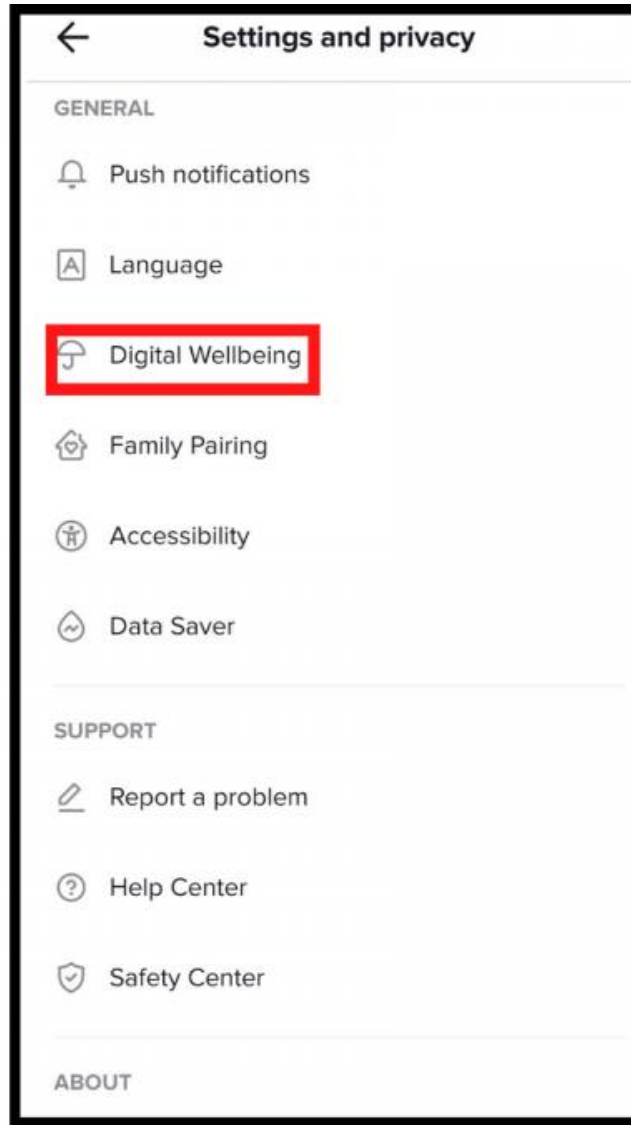 Settings and privacy
GENERAL
Push notifications
A Language
Digital Wellbeing
Family Pairing
Accessibility
Data Saver
SUPPORT
Report a problem
? Help Center
Safety Center
ABOUT